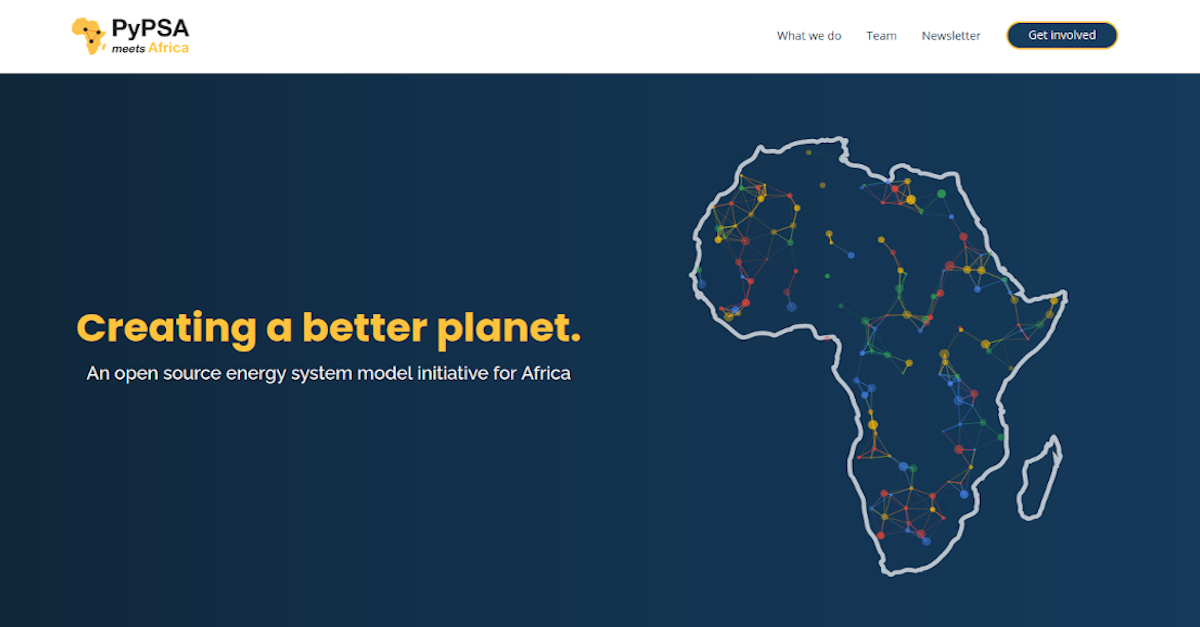 PyPSA
meets Africa
What we do
Team
Newsletter
Get involved
Creating a better planet.
An open source energy system model initiative for Africa